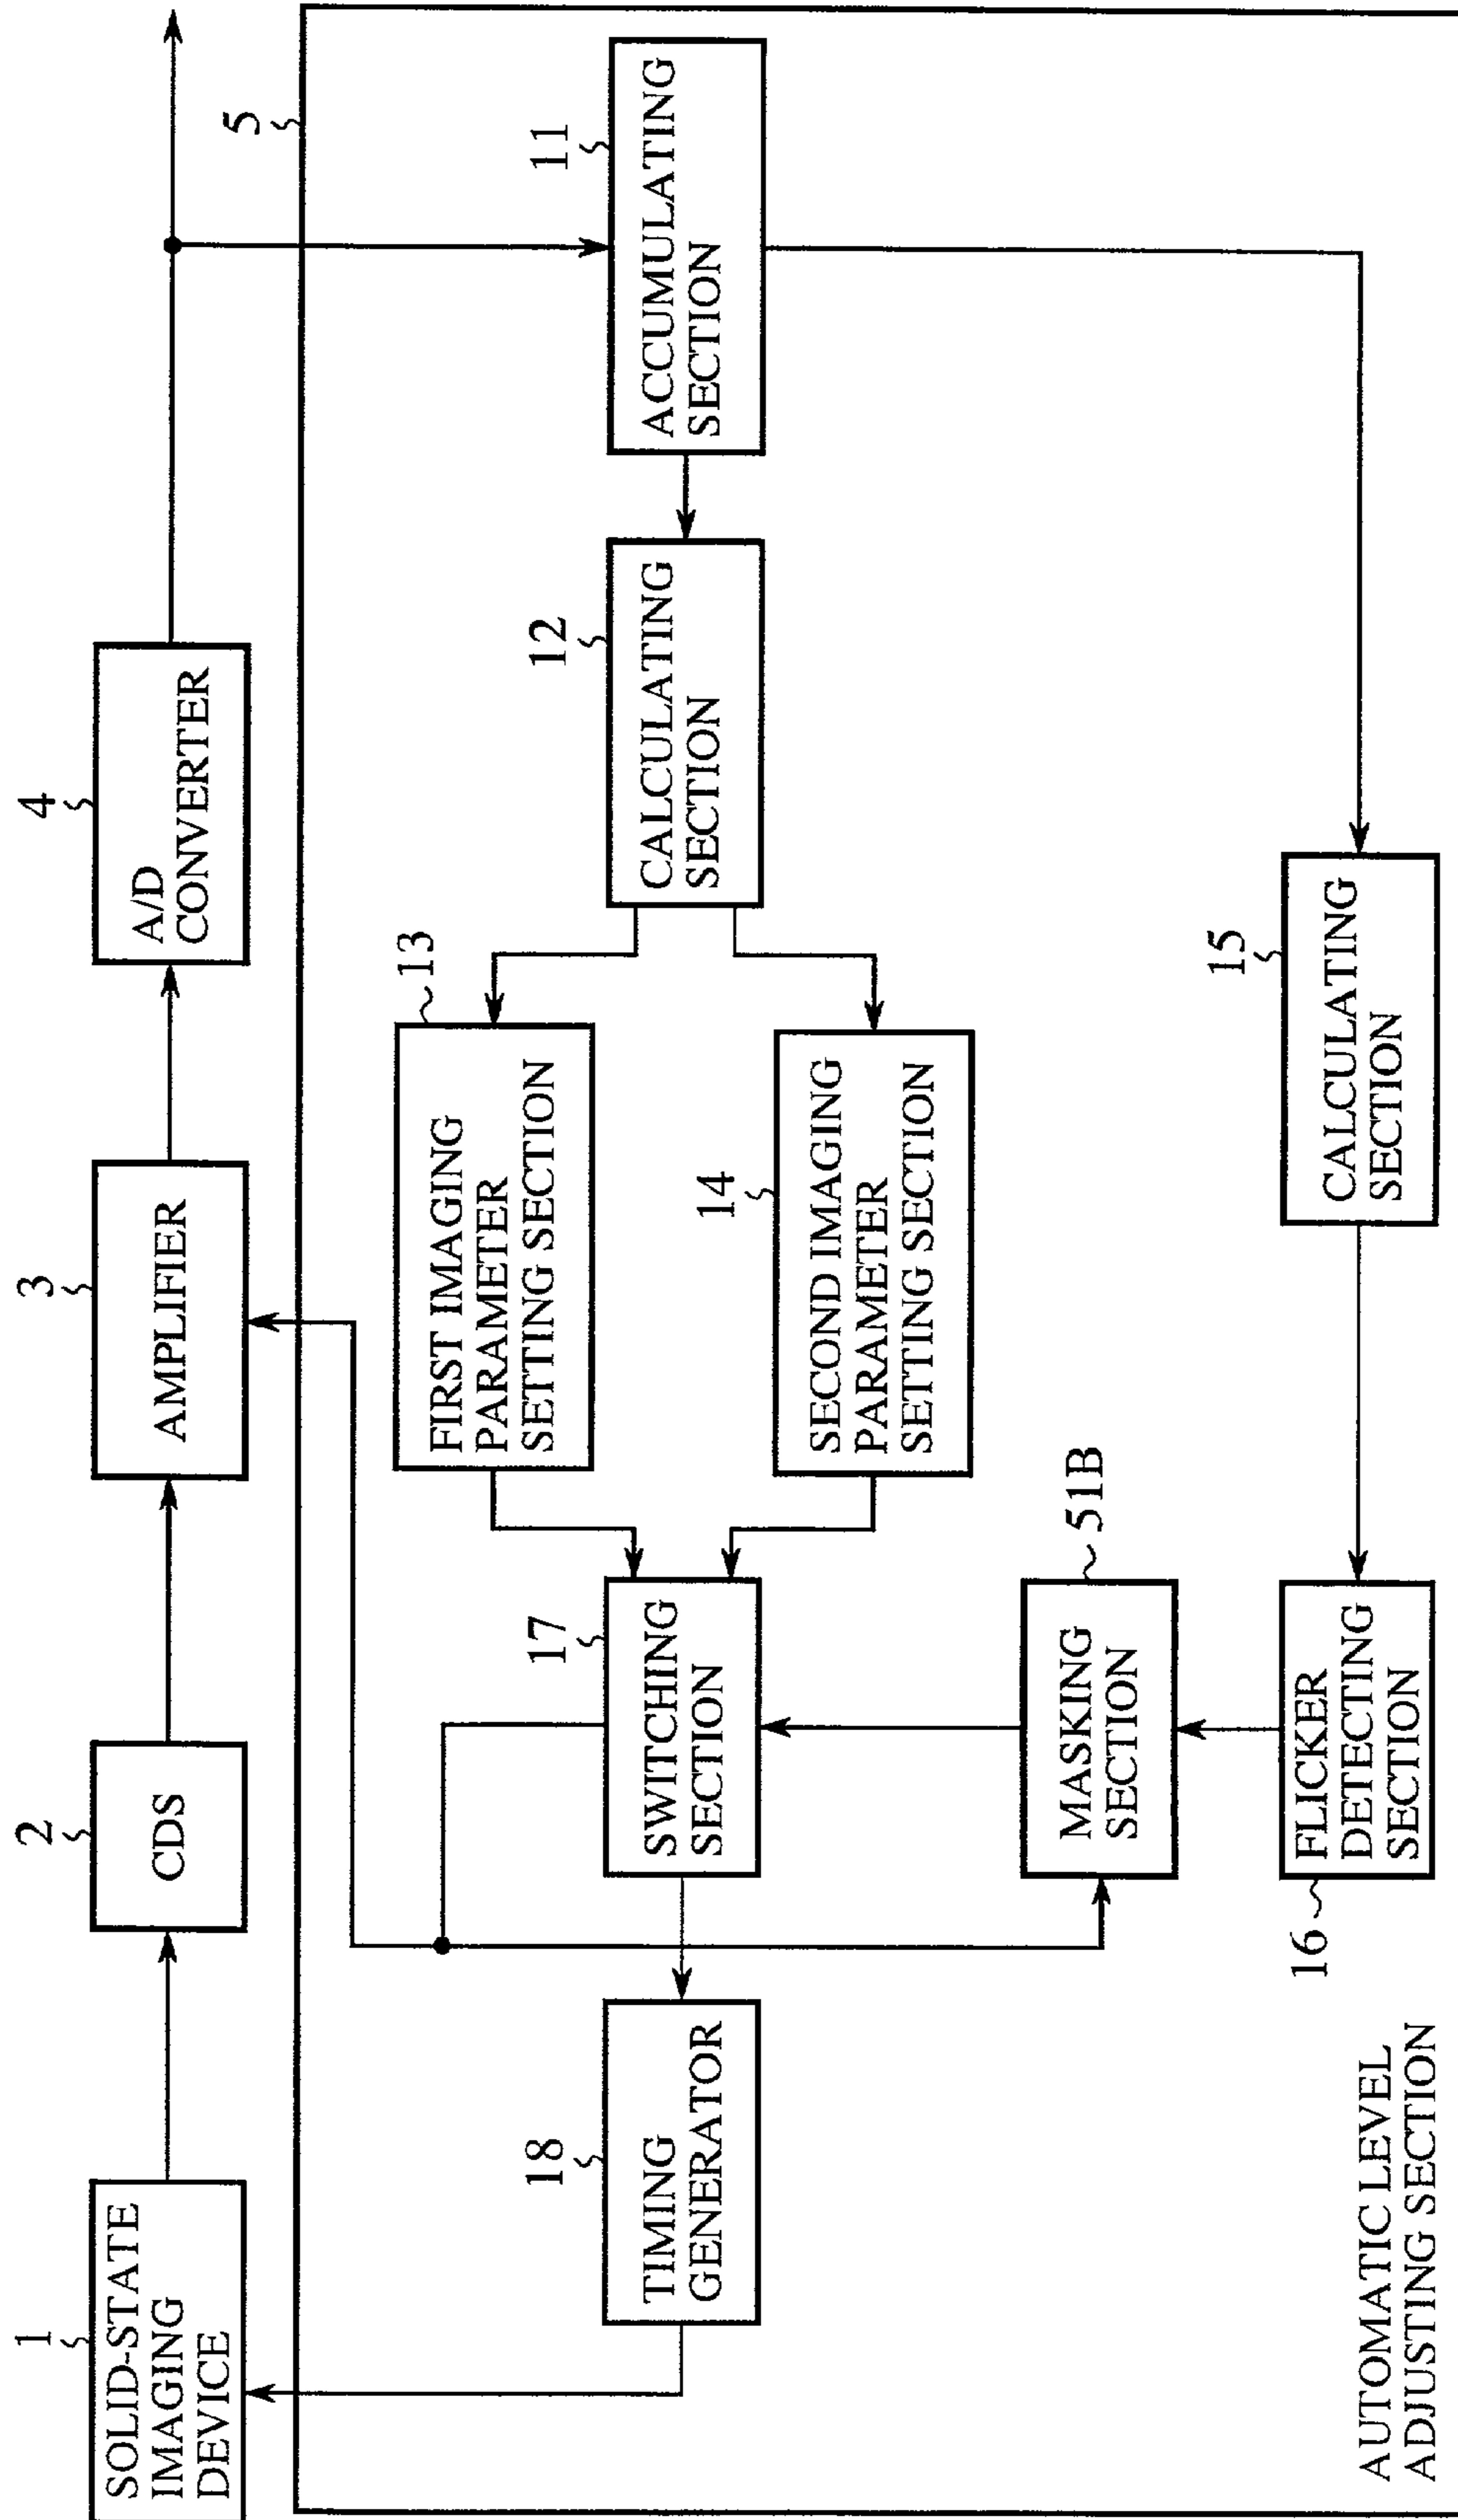 1
SOLID-STATE
IMAGING
DEVICE
2
CDS
3
AMPLIFIER
4
A/D
CONVERTER
5
18
TIMING
GENERATOR
17
SWITCHING
SECTION
13
FIRST IMAGING
PARAMETER
SETTING SECTION
14
SECOND IMAGING
PARAMETER
SETTING SECTION
12
CALCULATING
SECTION
11
ACCUMULATING
SECTION
51B
MASKING
SECTION
16
FLICKER
DETECTING
SECTION
15
CALCULATING
SECTION
AUTOMATIC LEVEL
ADJUSTING SECTION